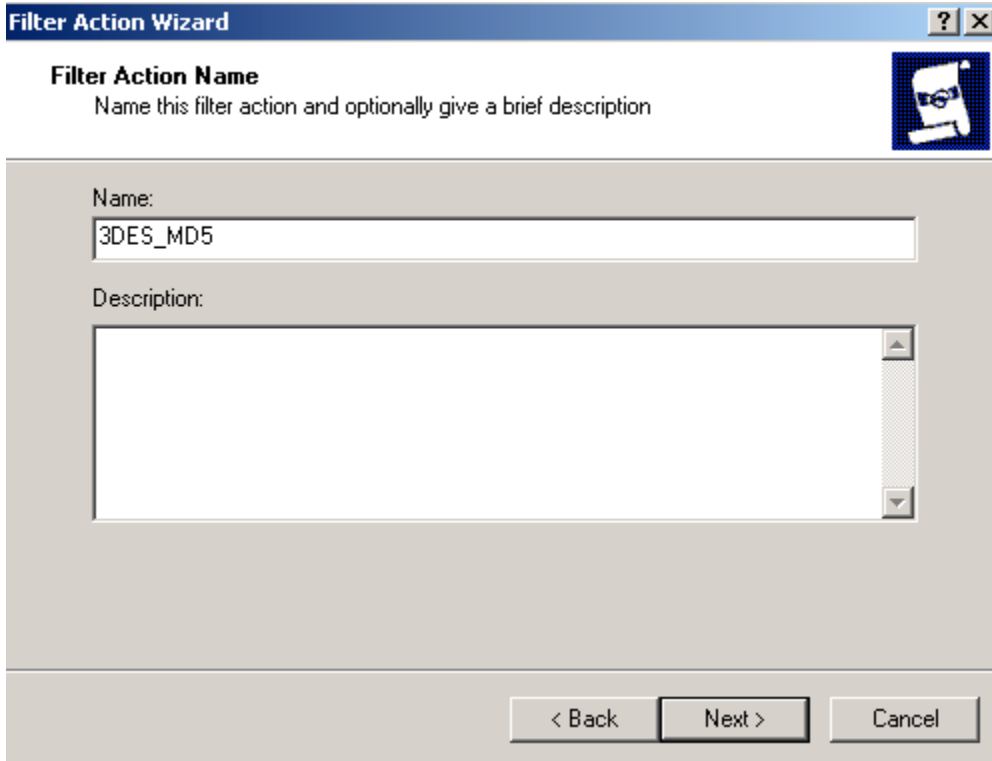 Filter Action Wizard
Filter Action Name
Name this filter action and optionally give a brief description
Name:
3DES_MD5
Description:
< Back Next > Cancel